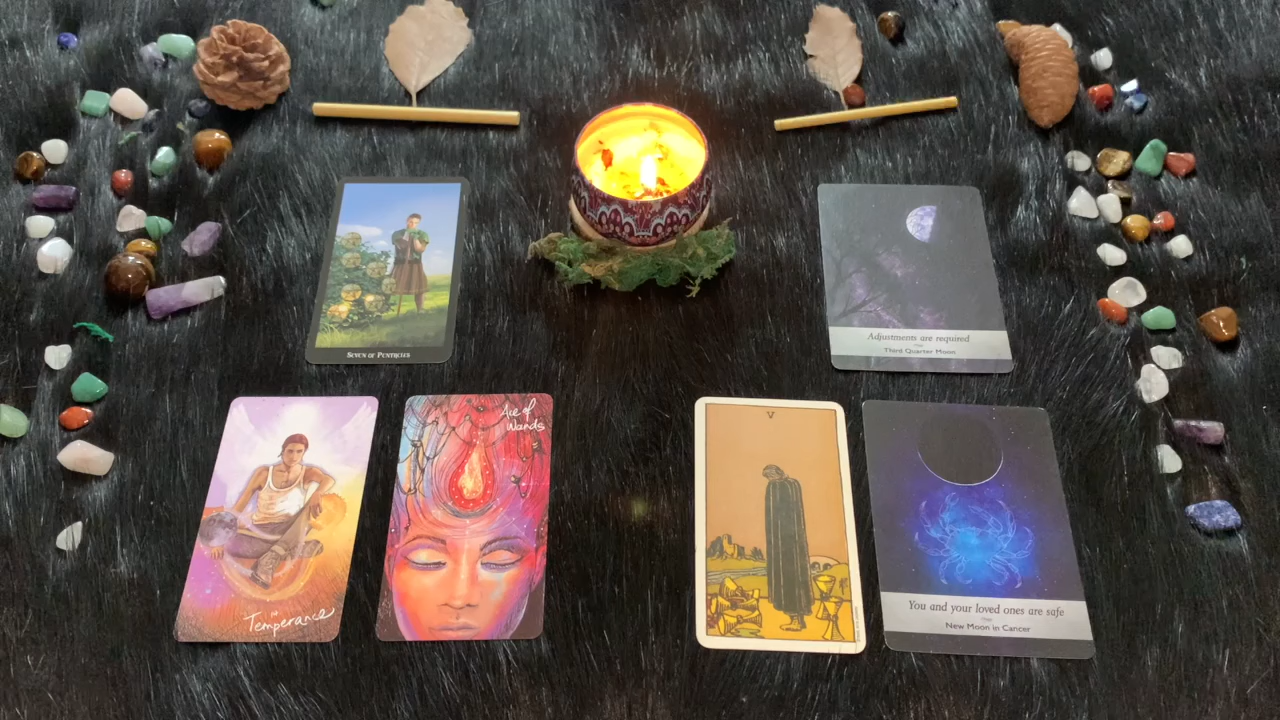 Seven of Pentacles
Adjustments are required
Third Quarter Moon
Temperance
Ace of
Wands
V
You and your loved ones are safe
New Moon in Cancer